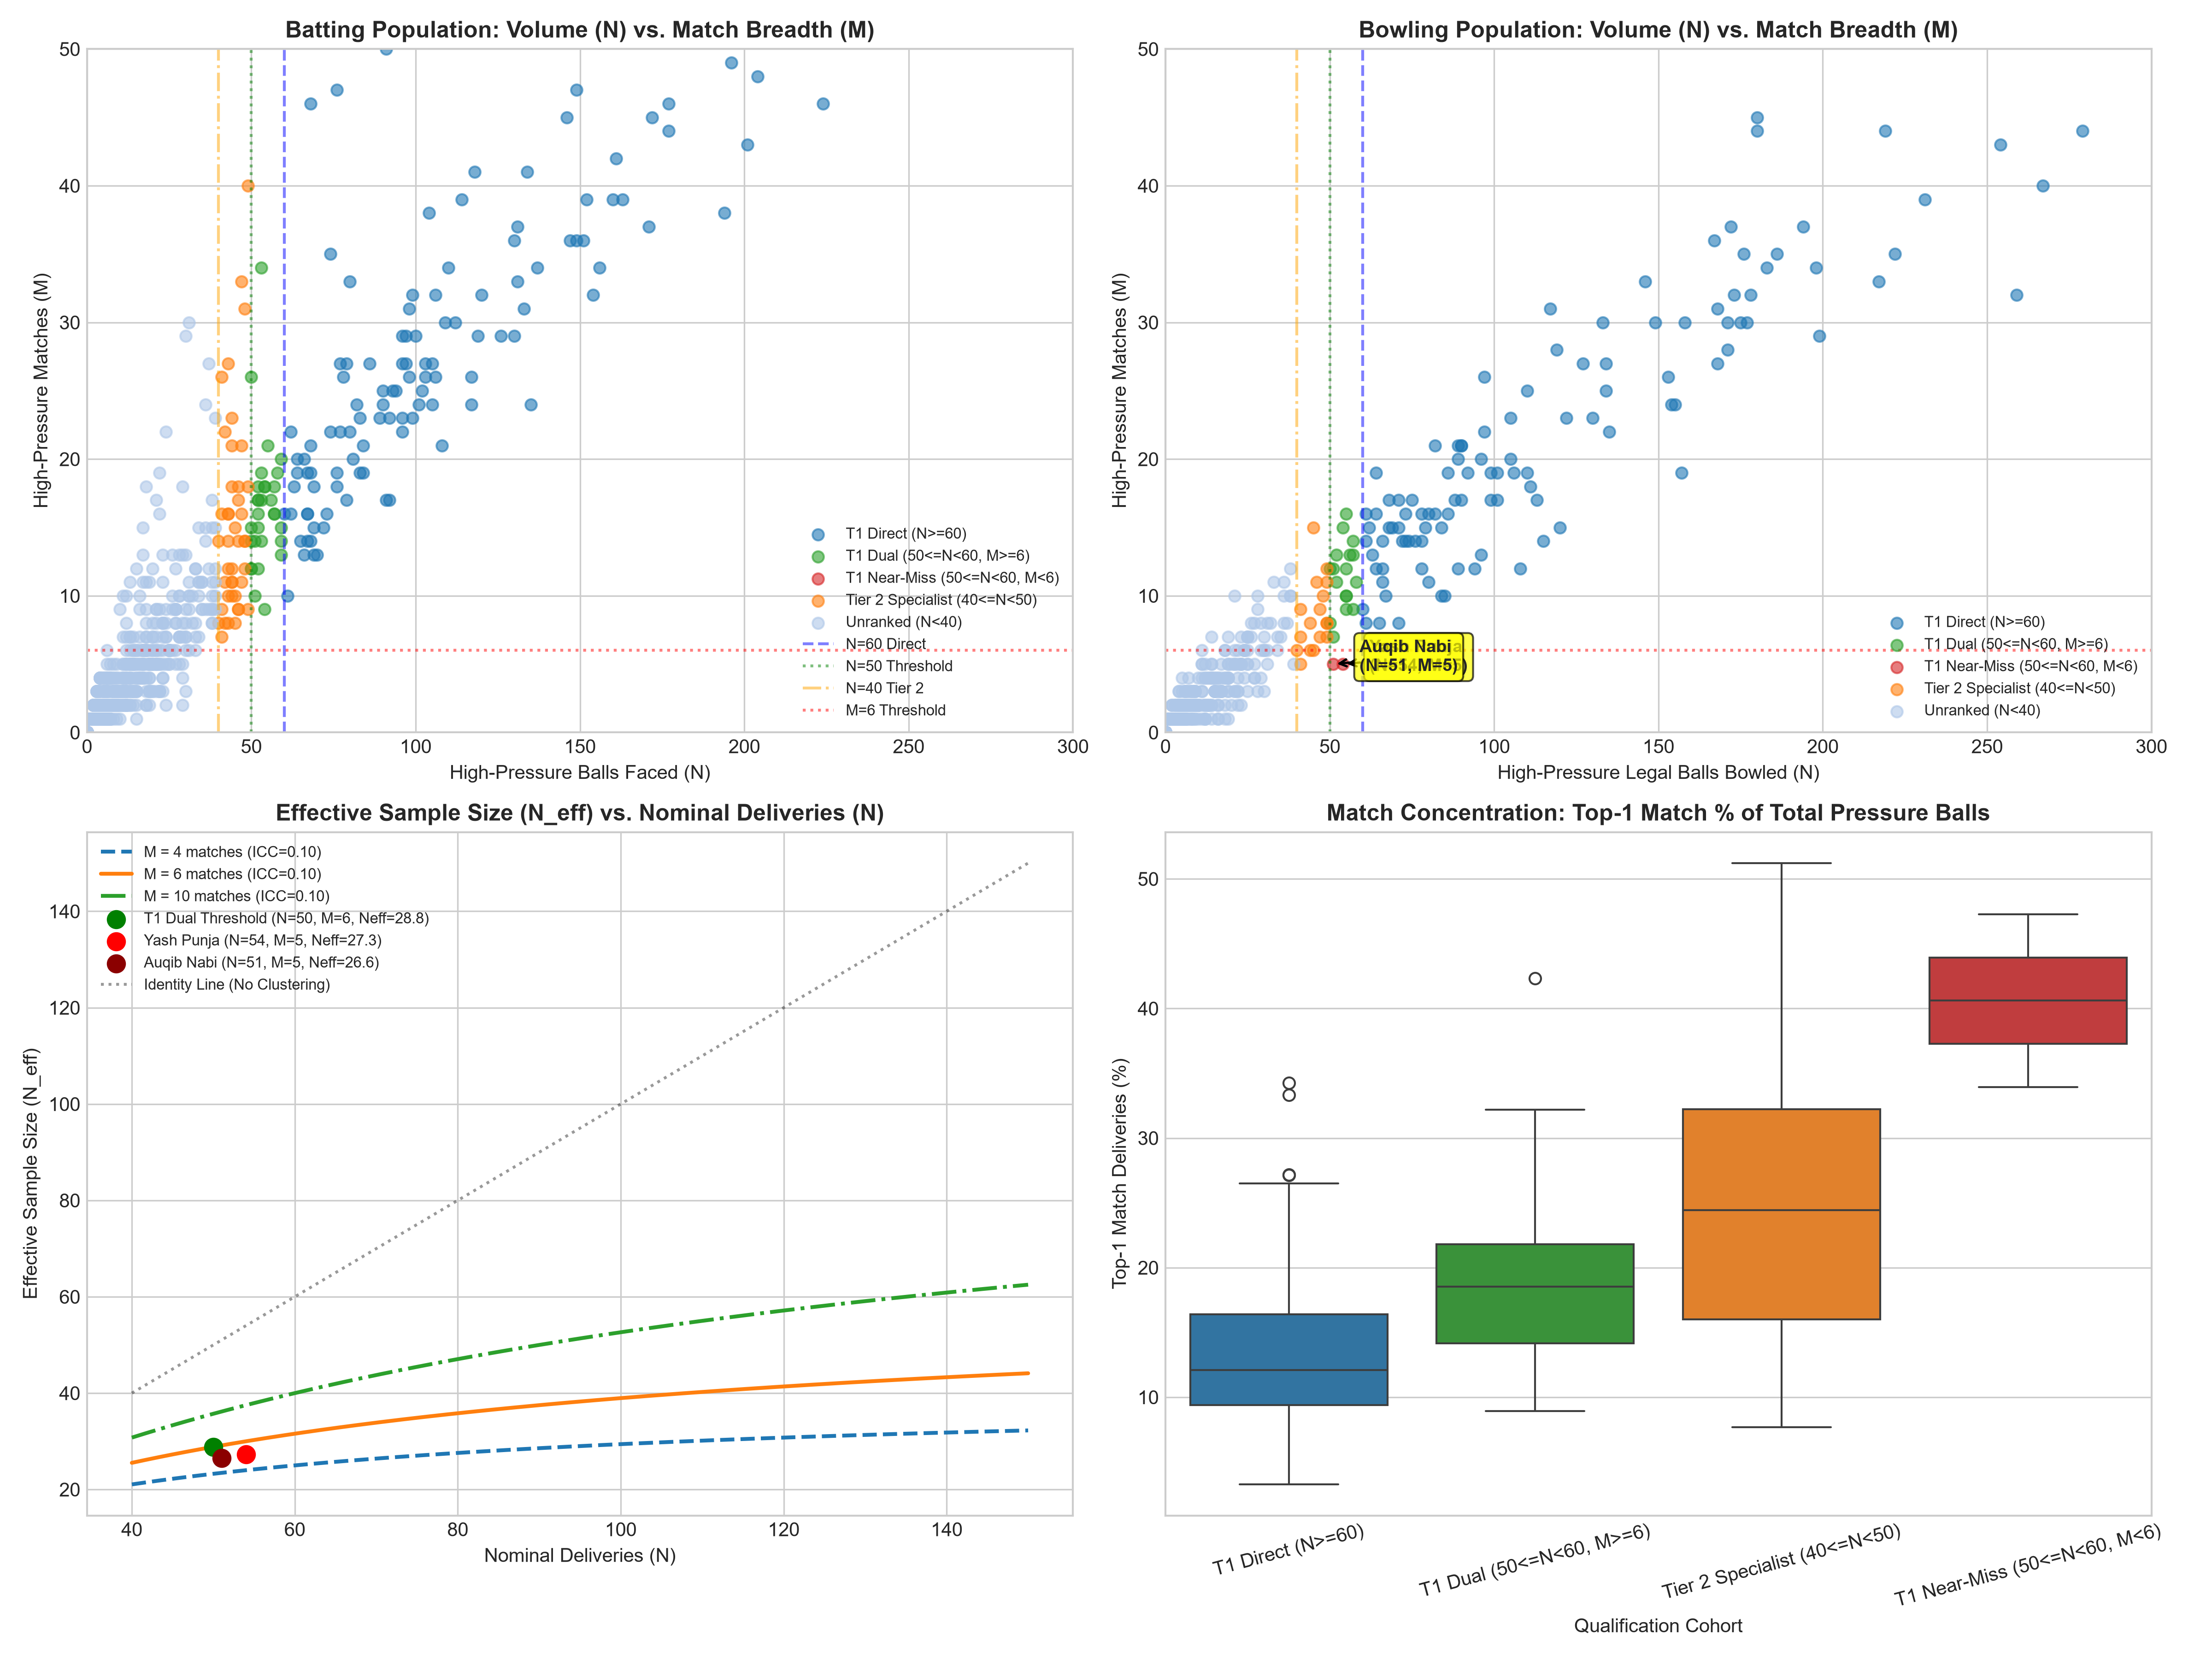 Batting Population: Volume (N) vs. Match Breadth (M)
High-Pressure Matches (M)
50
40
30
20
10
0
0 50 100 150 200 250 300
High-Pressure Balls Faced (N)
T1 Direct (N>=60)
T1 Dual (50<=N<60, M>=6)
T1 Near-Miss (50<=N<60, M<6)
Tier 2 Specialist (40<=N<50)
Unranked (N<40)
N=60 Direct
N=50 Threshold
N=40 Tier 2
M=6 Threshold
Bowling Population: Volume (N) vs. Match Breadth (M)
High-Pressure Matches (M)
50
40
30
20
10
0
0 50 100 150 200 250 300
High-Pressure Legal Balls Bowled (N)
Auqib Nabi
(N=51, M=5)
T1 Direct (N>=60)
T1 Dual (50<=N<60, M>=6)
T1 Near-Miss (50<=N<60, M<6)
Tier 2 Specialist (40<=N<50)
Unranked (N<40)
Effective Sample Size (N_eff) vs. Nominal Deliveries (N)
Effective Sample Size (N_eff)
M = 4 matches (ICC=0.10)
M = 6 matches (ICC=0.10)
M = 10 matches (ICC=0.10)
T1 Dual Threshold (N=50, M=6, Neff=28.8)
Yash Punja (N=54, M=5, Neff=27.3)
Auqib Nabi (N=51, M=5, Neff=26.6)
Identity Line (No Clustering)
140
120
100
80
60
40
20
40 60 80 100 120 140
Nominal Deliveries (N)
Match Concentration: Top-1 Match % of Total Pressure Balls
Top-1 Match Deliveries (%)
50
40
30
20
10
T1 Direct (N>=60)
T1 Dual (50<=N<60, M>=6)
Tier 2 Specialist (40<=N<50)
T1 Near-Miss (50<=N<60, M<6)
Qualification Cohort